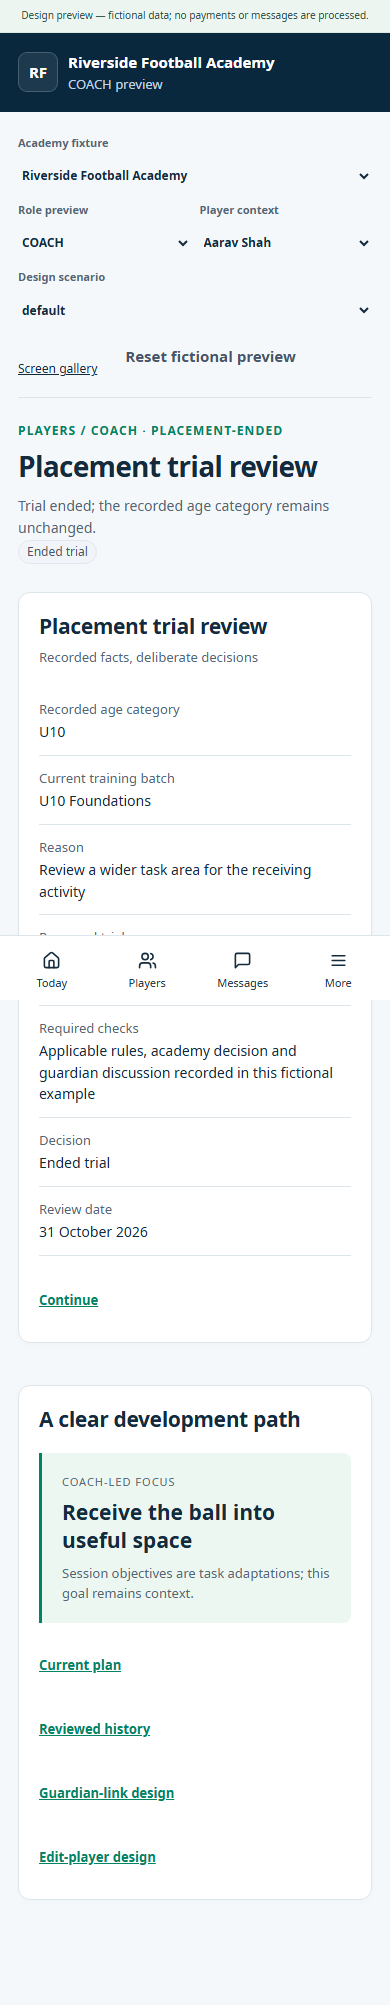 Design preview — fictional data; no payments or messages are processed.
RF
Riverside Football Academy
COACH preview
Academy fixture
Riverside Football Academy
Role preview
Player context
COACH
Aarav Shah
Design scenario
default
Screen gallery
Reset fictional preview
PLAYERS / COACH · PLACEMENT-ENDED
Placement trial review
Trial ended; the recorded age category remains
unchanged.
Ended trial
Placement trial review
Recorded facts, deliberate decisions
Recorded age category
U10
Current training batch
U10 Foundations
Reason
Review a wider task area for the receiving
activity
Today
Players
Messages
More
Required checks
Applicable rules, academy decision and
guardian discussion recorded in this fictional
example
Decision
Ended trial
Review date
31 October 2026
Continue
A clear development path
COACH-LED FOCUS
Receive the ball into
useful space
Session objectives are task adaptations; this
goal remains context.
Current plan
Reviewed history
Guardian-link design
Edit-player design